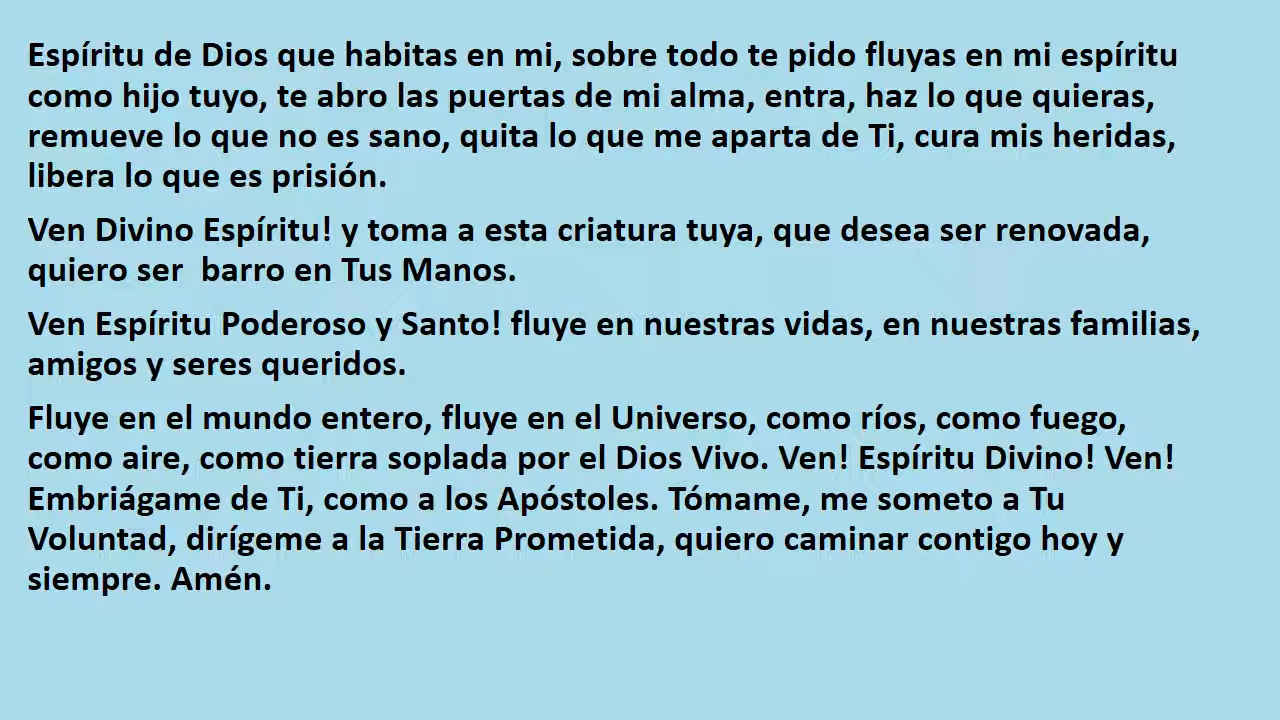 Espíritu de Dios que habitas en mi, sobre todo te pido fluyas en mi espíritu
como hijo tuyo, te abro las puertas de mi alma, entra, haz lo que quieras,
remueve lo que no es sano, quita lo que me aparta de Ti, cura mis heridas,
libera lo que es prisión.
Ven Divino Espíritu! y toma a esta criatura tuya, que desea ser renovada,
quiero ser  barro en Tus Manos.
Ven Espíritu Poderoso y Santo! fluye en nuestras vidas, en nuestras familias,
amigos y seres queridos.
Fluye en el mundo entero, fluye en el Universo, como ríos, como fuego,
como aire, como tierra soplada por el Dios Vivo. Ven! Espíritu Divino! Ven!
Embriágame de Ti, como a los Apóstoles. Tómame, me someto a Tu
Voluntad, dirígeme a la Tierra Prometida, quiero caminar contigo hoy y
siempre. Amén.